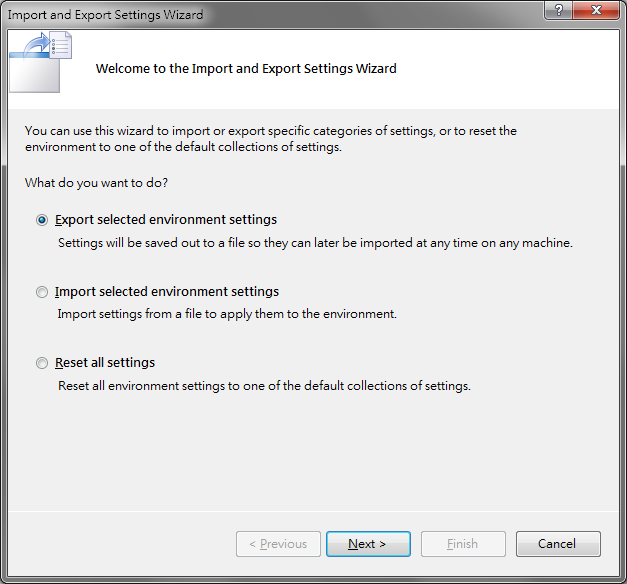 Import and Export Settings Wizard
?
Welcome to the Import and Export Settings Wizard
You can use this wizard to import or export specific categories of settings, or to reset the
environment to one of the default collections of settings.
What do you want to do?
Export selected environment settings
Settings will be saved out to a file so they can later be imported at any time on any machine.
Import selected environment settings
Import settings from a file to apply them to the environment.
Reset all settings
Reset all environment settings to one of the default collections of settings.
< Previous Next > Finish Cancel